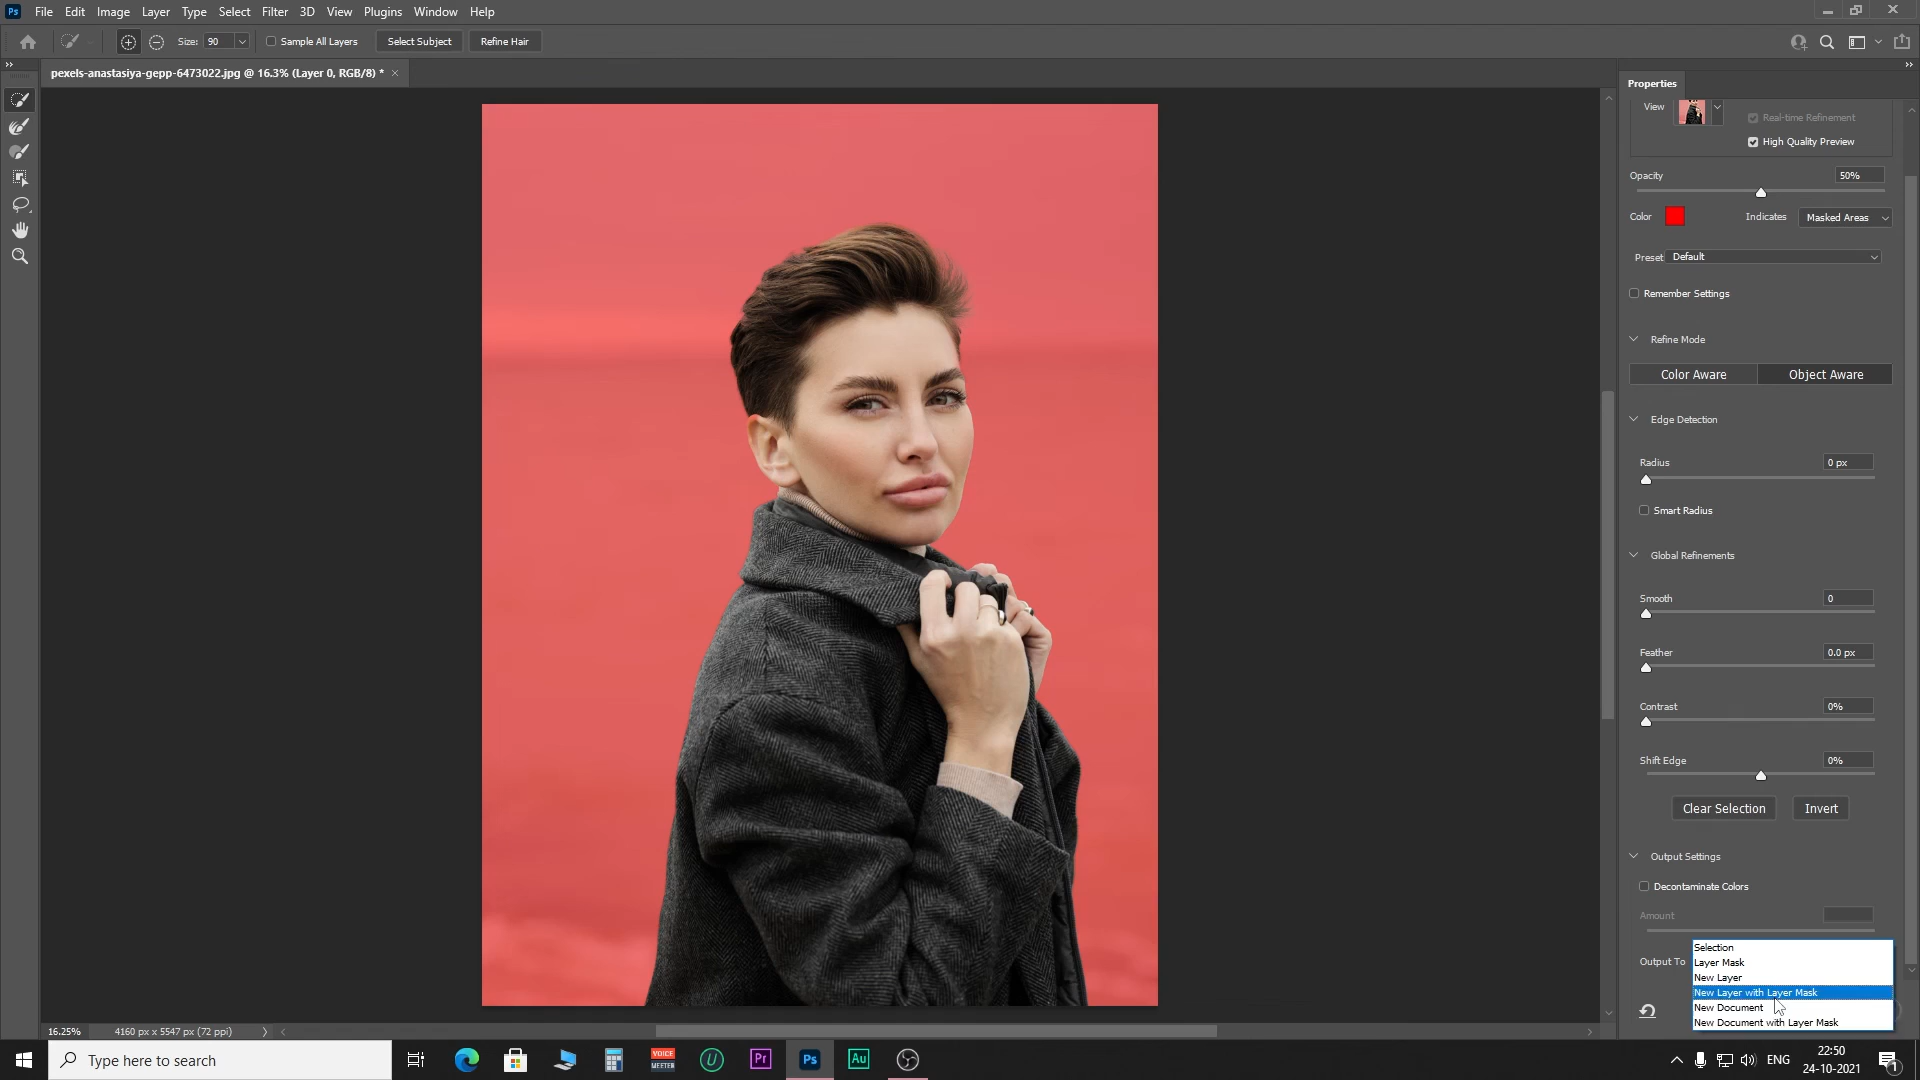 Ps File Edit Image Layer Type Select Filter 3D View Plugins Window Help
Size: 90 Sample All Layers Select Subject Refine Hair
pexels-anastasiya-gepp-6473022.jpg @ 16.3% (Layer 0, RGB/8) * ×
Properties
View
Real-time Refinement
High Quality Preview
Opacity 50%
Color Indicates Masked Areas
Preset Default
Remember Settings
Refine Mode
Color Aware Object Aware
Edge Detection
Radius 0 px
Smart Radius
Global Refinements
Smooth 0
Feather 0.0 px
Contrast 0%
Shift Edge 0%
Clear Selection Invert
Output Settings
Decontaminate Colors
Amount
Output To
Selection
Layer Mask
New Layer
New Layer with Layer Mask
New Document
New Document with Layer Mask
16.25% 4160 px x 5547 px (72 ppi)
Type here to search
VOICE
MEETER
U Pr Ps Au
ENG
22:50
24-10-2021
1